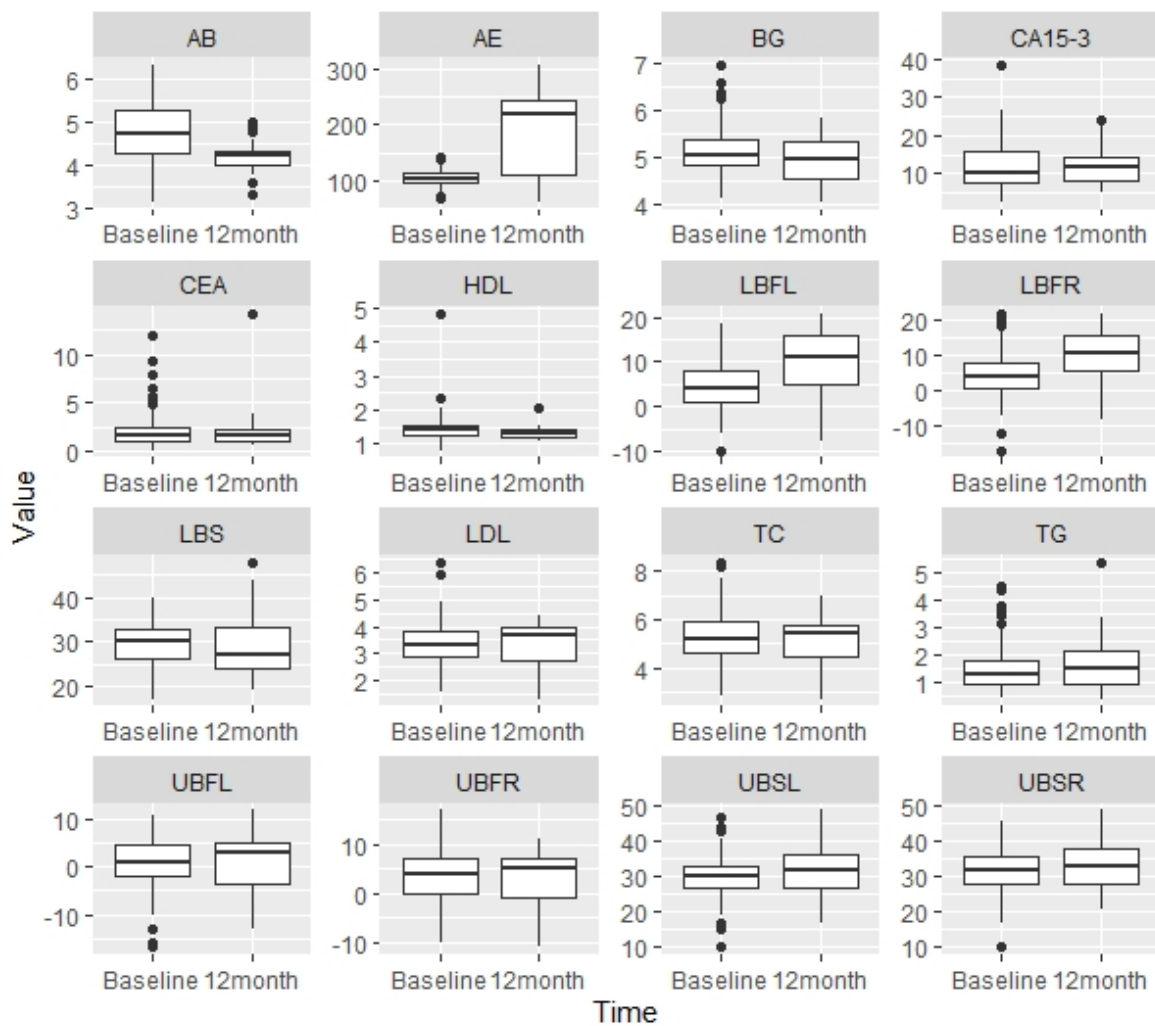 AB AE BG CA15-3
6 300 7 40
5 200 6 30
4 100 5 20
3 4 10
Baseline 12month Baseline 12month Baseline 12month Baseline 12month
CEA HDL LBFL LBFR
10 5 20 20
5 4 10 10
0 3 0 0
2 -10 -10
1
Baseline 12month Baseline 12month Baseline 12month Baseline 12month
Value
LBS LDL TC TG
40 6 8 5
30 5 6 4
20 4 4 3
3 2
2 1
Baseline 12month Baseline 12month Baseline 12month Baseline 12month
UBFL UBFR UBSL UBSR
10 10 50 50
0 0 40 40
-10 -10 30 30
20 20
10 10
Baseline 12month Baseline 12month Baseline 12month Baseline 12month
Time